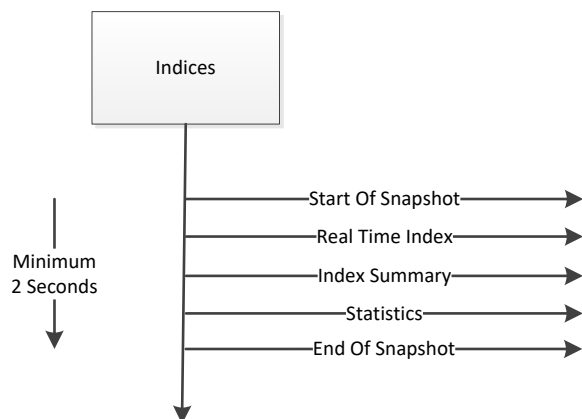 Indices
Start Of Snapshot
Real Time Index
Minimum
2 Seconds
Index Summary
Statistics
End Of Snapshot